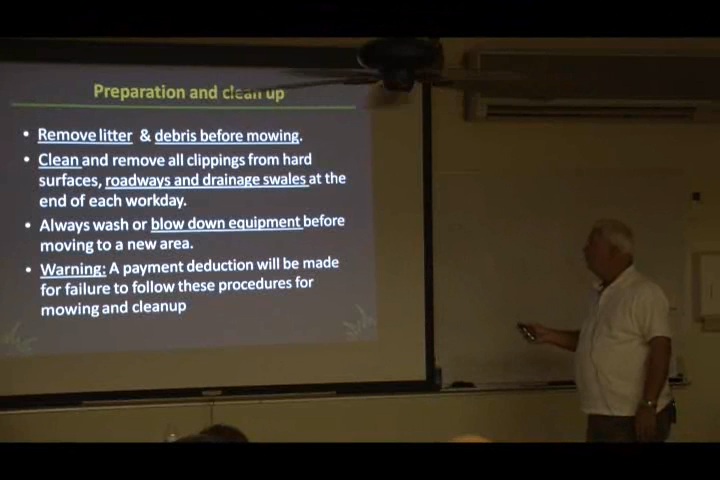 Preparation and clean up
• Remove litter & debris before mowing.
• Clean and remove all clippings from hard
surfaces, roadways and drainage swales at the
end of each workday.
• Always wash or blow down equipment before
moving to a new area.
• Warning: A payment deduction will be made
for failure to follow these procedures for
mowing and cleanup